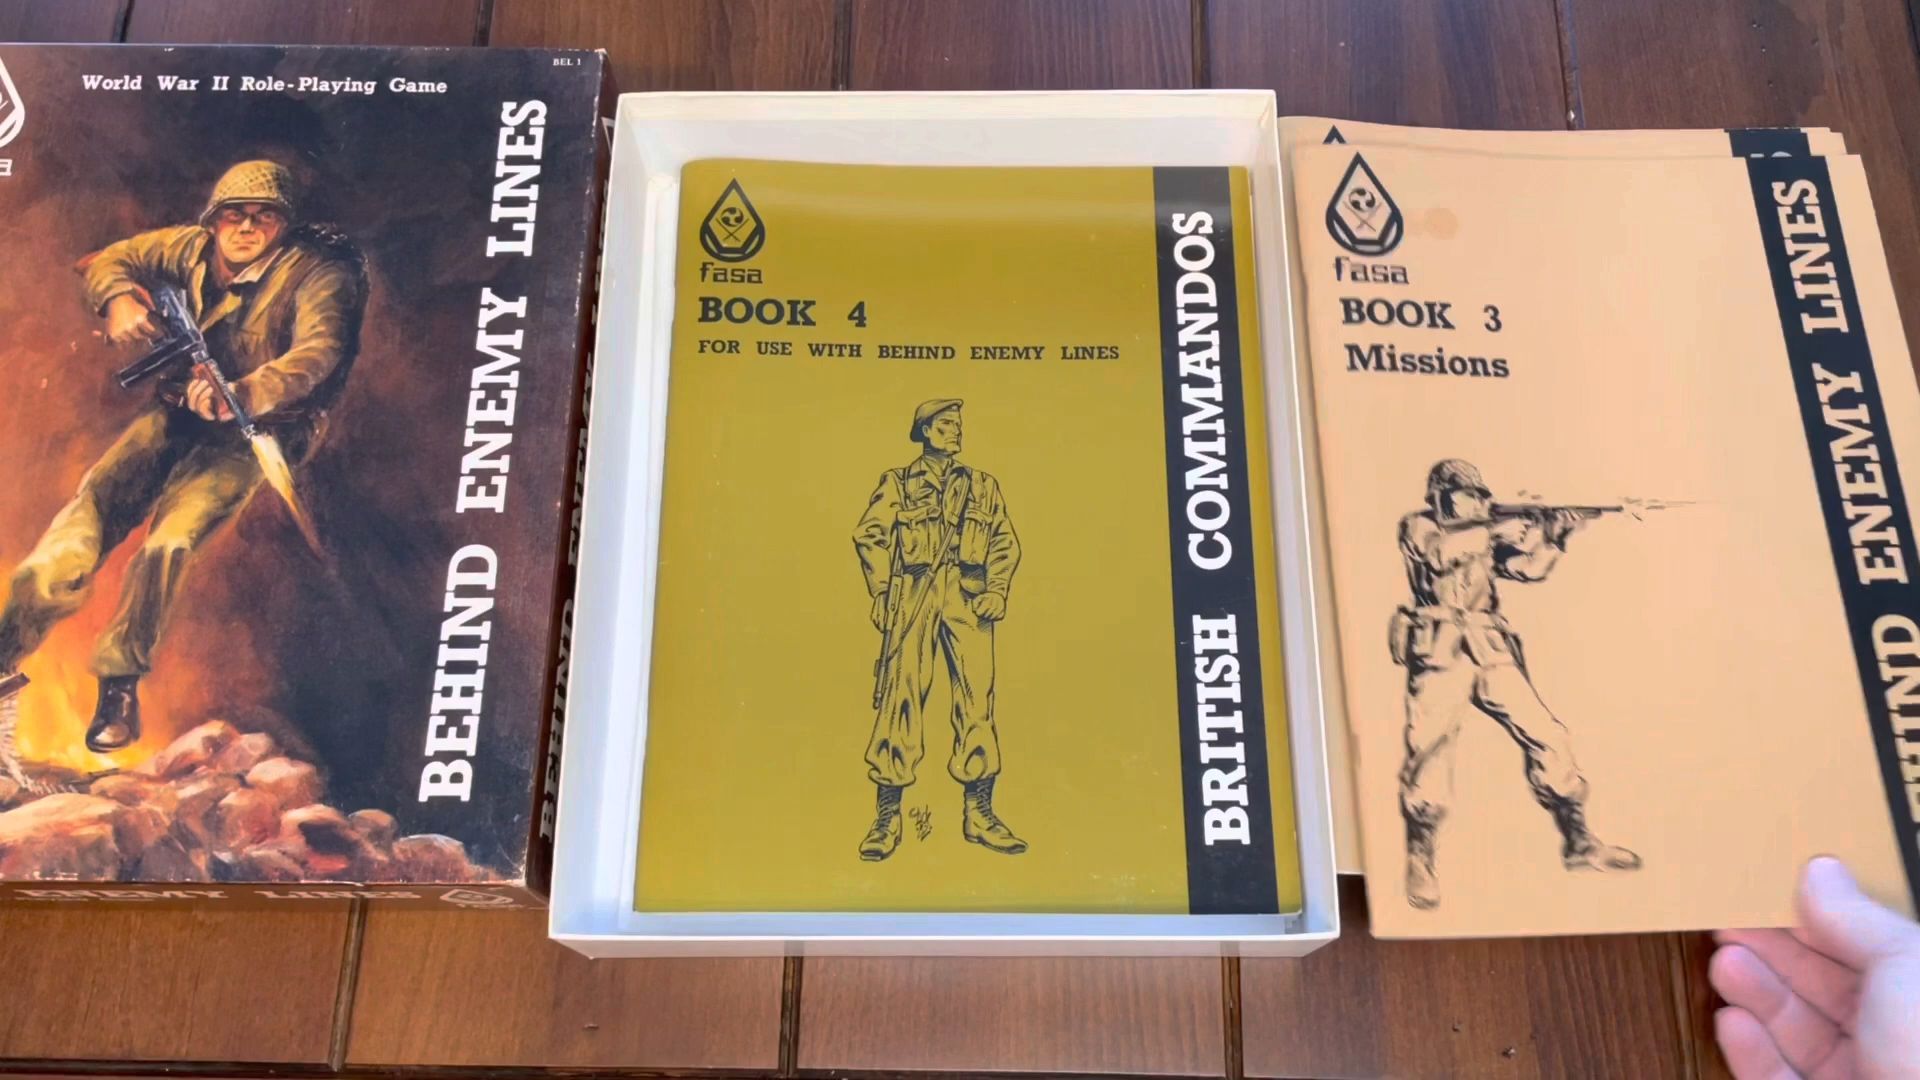 World War II Role-Playing Game
BEL 1
BEHIND ENEMY LINES
ENEMY LINES
fasa
BOOK 4
FOR USE WITH BEHIND ENEMY LINES
BRITISH COMMANDOS
fasa
BOOK 3
Missions
BEHIND ENEMY LINES